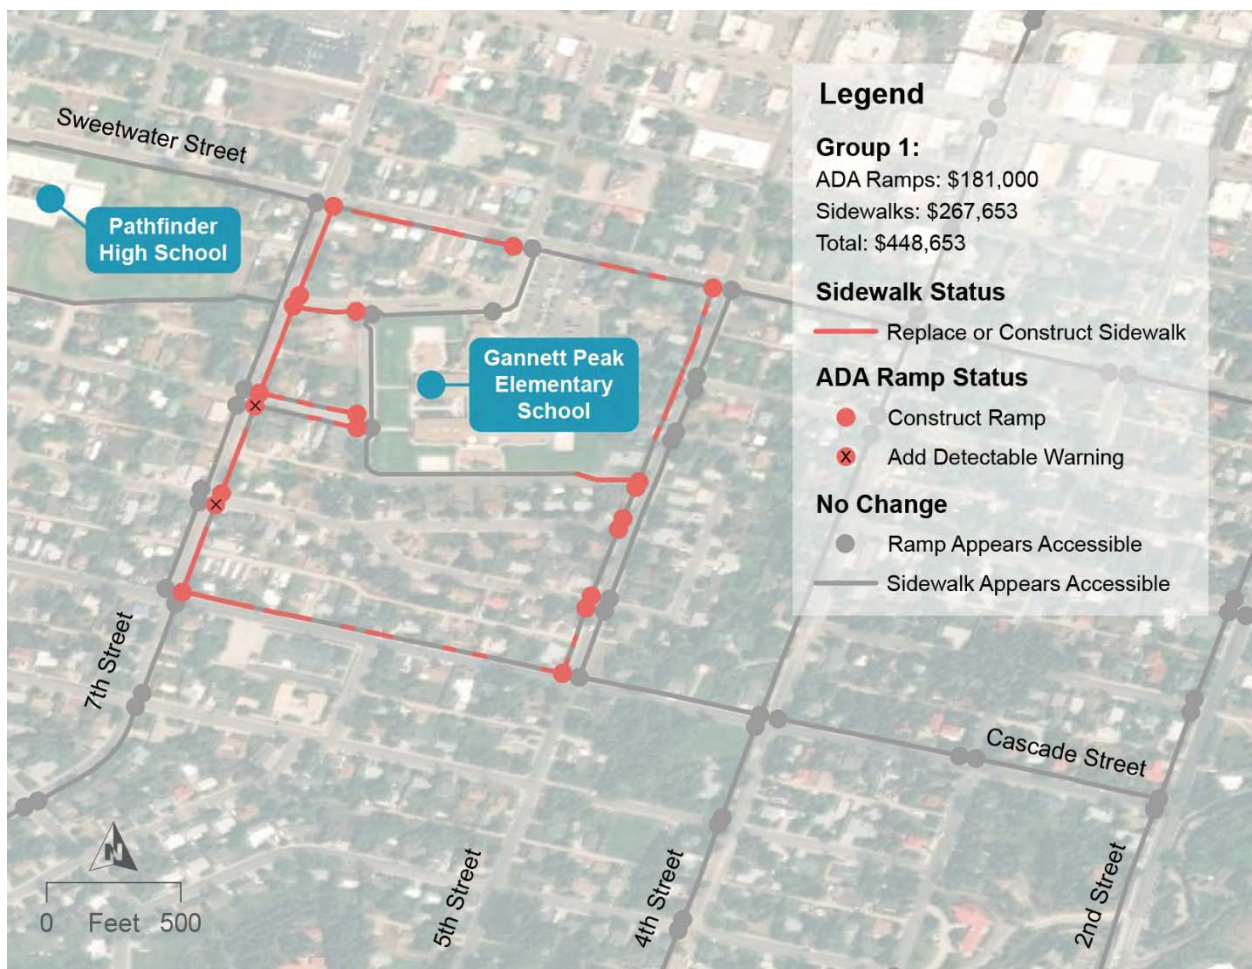 Sweetwater Street
Pathfinder
High School
Gannett Peak
Elementary
School
Legend
Group 1:
ADA Ramps: $181,000
Sidewalks: $267,653
Total: $448,653
Sidewalk Status
Replace or Construct Sidewalk
ADA Ramp Status
Construct Ramp
X Add Detectable Warning
No Change
Ramp Appears Accessible
Sidewalk Appears Accessible
X
X
7th Street
Cascade Street
5th Street
4th Street
2nd Street
N
0 Feet 500